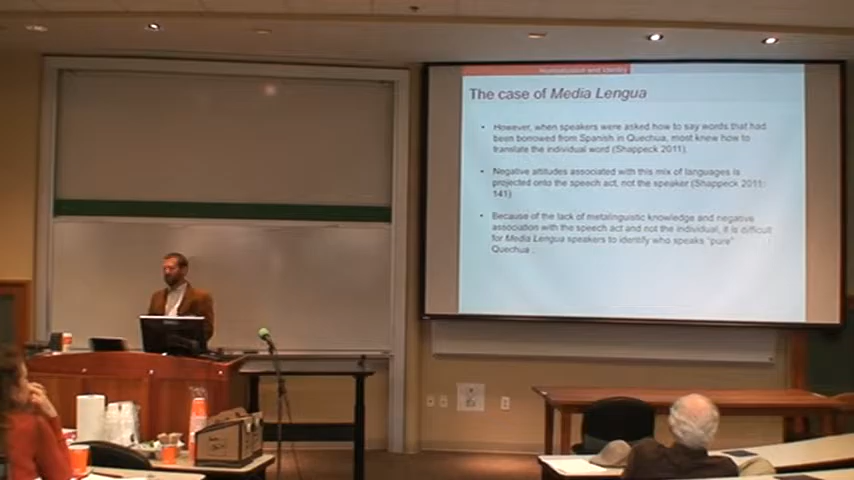 Nominalization and Identity
The case of Media Lengua
• However, when speakers were asked how to say words that had
been borrowed from Spanish in Quechua, most knew how to
translate the individual word (Shappeck 2011).
• Negative attitudes associated with this mix of languages is
projected onto the speech act, not the speaker (Shappeck 2011:
141)
• Because of the lack of metalinguistic knowledge and negative
association with the speech act and not the individual, it is difficult
for Media Lengua speakers to identify who speaks "pure"
Quechua .